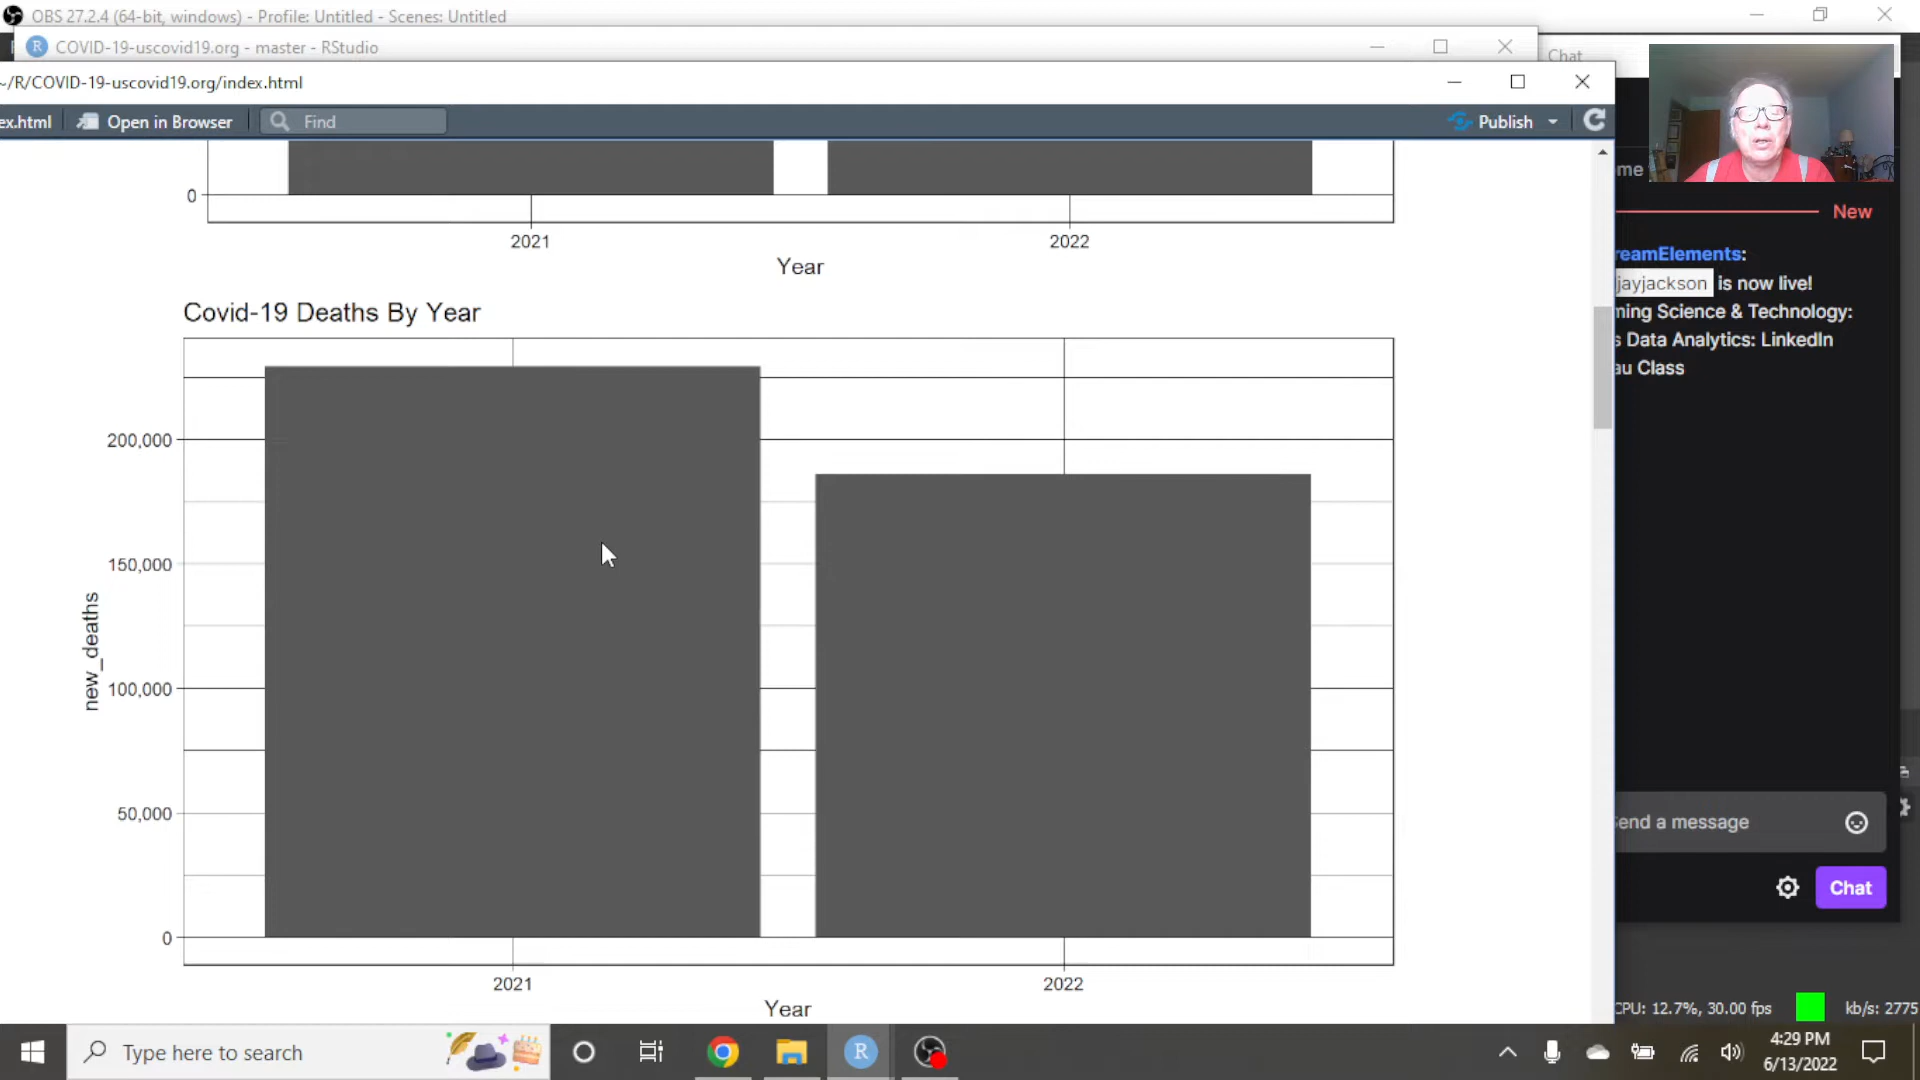 OBS 27.2.4 (64-bit, windows) - Profile: Untitled - Scenes: Untitled
R COVID-19-uscovid19.org - master - RStudio
Chat
~/R/COVID-19-uscovid19.org/index.html
ex.html Open in Browser Find Publish
me
New
reamElements:
jayjackson is now live!
ming Science & Technology:
s Data Analytics: LinkedIn
au Class
0
2021 2022
Year
Covid-19 Deaths By Year
200,000
150,000
100,000
50,000
0
new_deaths
2021 2022
Year
Send a message
Chat
CPU: 12.7%, 30.00 fps kb/s: 2775
Type here to search
R
4:29 PM
6/13/2022